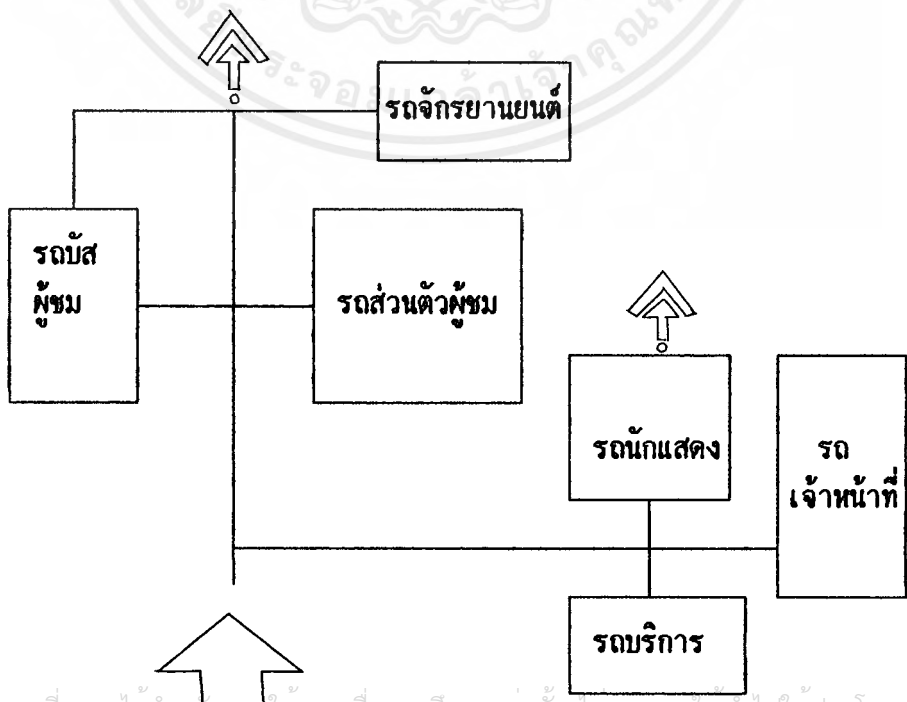 รถจักรยานยนต์
รถบัส
ผู้ชม
รถส่วนตัวผู้ชม
รถนักแสดง
รถ
เจ้าหน้าที่
รถบริการ